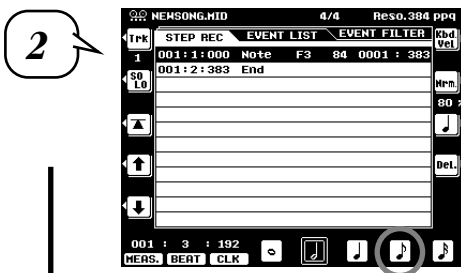 2
NEWSONG.MID 4/4 Reso.384 ppq
Trk STEP REC EVENT LIST EVENT FILTER Kbd. Vel
1 001:1:000 Note F3 84 0001 : 383
001:2:383 End
SO LO
Nrm.
80
Del.
001 : 3 : 192
MEAS. BEAT CLK